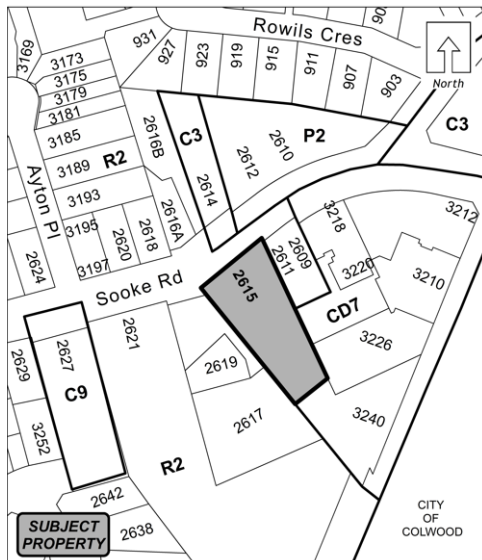 Rowils Cres
North
3169
3173
3175
3179
3181
3185
3189
3193
3195
3197
931
927
923
919
915
911
907
903
R2
2616B
C3
2614
P2
2612
2610
C3
Ayton Pl
2620
2618
2616A
2624
Sooke Rd
2615
2611
2609
3218
3220
3212
3210
CD7
3226
3240
2621
2619
2617
R2
2629
2627
C9
3252
2642
2638
SUBJECT
PROPERTY
CITY
OF
COLWOOD